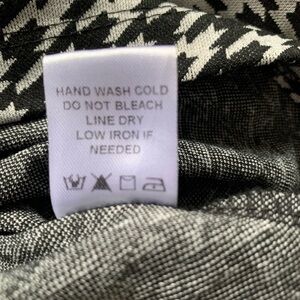 HAND WASH COLD
DO NOT BLEACH
LINE DRY
LOW IRON IF
NEEDED